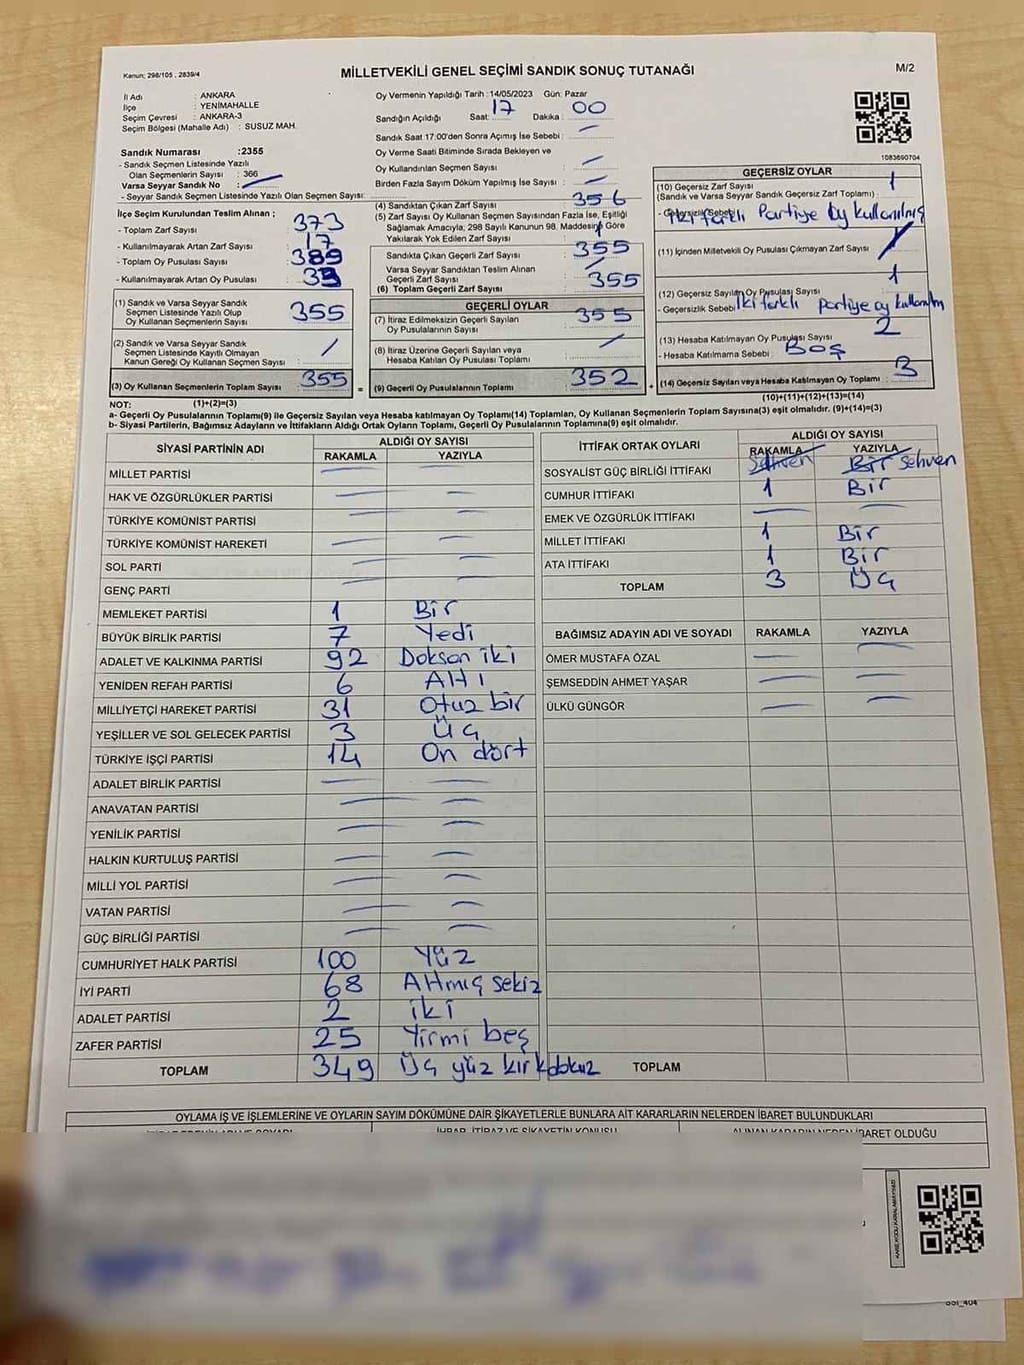 Kanun; 298/105 , 2839/4
MİLLETVEKİLİ GENEL SEÇİMİ SANDIK SONUÇ TUTANAĞI
M/2
İl Adı : ANKARA
İlçe : YENİMAHALLE
Seçim Çevresi : ANKARA-3
Seçim Bölgesi (Mahalle Adı) : SUSUZ MAH.
Sandık Numarası :2355
- Sandık Seçmen Listesinde Yazılı
Olan Seçmenlerin Sayısı : 366
Varsa Seyyar Sandık No :
- Seyyar Sandık Seçmen Listesinde Yazılı Olan Seçmen Sayısı:
İlçe Seçim Kurulundan Teslim Alınan ;
- Toplam Zarf Sayısı : 373
- Kullanılmayarak Artan Zarf Sayısı : 17
- Toplam Oy Pusulası Sayısı : 389
- Kullanılmayarak Artan Oy Pusulası :
(1) Sandık ve Varsa Seyyar Sandık
Seçmen Listesinde Yazılı Olup
Oy Kullanan Seçmenlerin Sayısı : 355
(2) Sandık ve Varsa Seyyar Sandık
Seçmen Listesinde Kayıtlı Olmayan
Kanun Gereği Oy Kullanan Seçmen Sayısı :
(3) Oy Kullanan Seçmenlerin Toplam Sayısı : 355 =
Oy Vermenin Yapıldığı Tarih : 14/05/2023 Gün: Pazar
Sandığın Açıldığı Saat: 17 Dakika : 00
Sandık Saat 17:00'den Sonra Açımış İse Sebebi :
Oy Verme Saati Bitiminde Sırada Bekleyen ve
Oy Kullandırılan Seçmen Sayısı :
Birden Fazla Sayım Döküm Yapılmış İse Sayısı :
(4) Sandıktan Çıkan Zarf Sayısı : 356
(5) Zarf Sayısı Oy Kullanan Seçmen Sayısından Fazla İse, Eşitliği
Sağlamak Amacıyla; 298 Sayılı Kanunun 98. Maddesine Göre
Yakılarak Yok Edilen Zarf Sayısı : 1
Sandıkta Çıkan Geçerli Zarf Sayısı : 355
Varsa Seyyar Sandıktan Teslim Alınan
Geçerli Zarf Sayısı :
(6) Toplam Geçerli Zarf Sayısı : 355
GEÇERLİ OYLAR
(7) İtiraz Edilmeksizin Geçerli Sayılan
Oy Pusulalarının Sayısı : 355
(8) İtiraz Üzerine Geçerli Sayılan veya
Hesaba Katılan Oy Pusulası Toplamı :
(9) Geçerli Oy Pusulalarının Toplamı : 352 +
1083690704
GEÇERSİZ OYLAR
(10) Geçersiz Zarf Sayısı : 1
(Sandık ve Varsa Seyyar Sandık Geçersiz Zarf Toplamı)
- Geçersizlik Sebebi: İki farklı Partiye Oy kullanılmış
(11) İçinden Milletvekili Oy Pusulası Çıkmayan Zarf Sayısı :
(12) Geçersiz Sayılan Oy Pusulası Sayısı : 1
- Geçersizlik Sebebi: İki farklı partiye oy
(13) Hesaba Katılmayan Oy Pusulası Sayısı : 2
- Hesaba Katılmama Sebebi : Boş
(14) Geçersiz Sayılan veya Hesaba Katılmayan Oy Toplamı : 3
NOT: (1)+(2)=(3) (10)+(11)+(12)+(13)=(14)
a- Geçerli Oy Pusulalarının Toplamı(9) ile Geçersiz Sayılan veya Hesaba katılmayan Oy Toplamı(14) Toplamları, Oy Kullanan Seçmenlerin Toplam Sayısına(3) eşit olmalıdır. (9)+(14)=(3)
b- Siyasi Partilerin, Bağımsız Adayların ve İttifakların Aldığı Ortak Oyların Toplamı, Geçerli Oy Pusulalarının Toplamına(9) eşit olmalıdır.
SİYASİ PARTİNİN ADI ALDIĞI OY SAYISI
RAKAMLA YAZIYLA
MİLLET PARTİSİ
HAK VE ÖZGÜRLÜKLER PARTİSİ
TÜRKİYE KOMÜNİST PARTİSİ
TÜRKİYE KOMÜNİST HAREKETİ
SOL PARTİ
GENÇ PARTİ
MEMLEKET PARTİSİ 1 Bir
BÜYÜK BİRLİK PARTİSİ 7 Yedi
ADALET VE KALKINMA PARTİSİ 92 Doksan iki
YENİDEN REFAH PARTİSİ 6 Altı
MİLLİYETÇİ HAREKET PARTİSİ 31 Otuz bir
YEŞİLLER VE SOL GELECEK PARTİSİ 3 Üç
TÜRKİYE İŞÇİ PARTİSİ 14 On dört
ADALET BİRLİK PARTİSİ
ANAVATAN PARTİSİ
YENİLİK PARTİSİ
HALKIN KURTULUŞ PARTİSİ
MİLLİ YOL PARTİSİ
VATAN PARTİSİ
GÜÇ BİRLİĞİ PARTİSİ
CUMHURİYET HALK PARTİSİ 100 Yüz
İYİ PARTİ 68 Altmış sekiz
ADALET PARTİSİ 2 iki
ZAFER PARTİSİ 25 Yirmi beş
TOPLAM 349 Üç yüz kırk dokuz
İTTİFAK ORTAK OYLARI ALDIĞI OY SAYISI
RAKAMLA YAZIYLA
SOSYALİST GÜÇ BİRLİĞİ İTTİFAKI Sehven Bir Sehven
CUMHUR İTTİFAKI 1 Bir
EMEK VE ÖZGÜRLÜK İTTİFAKI
MİLLET İTTİFAKI 1 Bir
ATA İTTİFAKI 1 Bir
TOPLAM 3 Üç
BAĞIMSIZ ADAYIN ADI VE SOYADI RAKAMLA YAZIYLA
ÖMER MUSTAFA ÖZAL
ŞEMSEDDİN AHMET YAŞAR
ÜLKÜ GÜNGÖR
TOPLAM
OYLAMA İŞ VE İŞLEMLERİNE VE OYLARIN SAYIM DÖKÜMÜNE DAİR ŞİKAYETLERLE BUNLARA AİT KARARLARIN NELERDEN İBARET BULUNDUKLARI
İHBAR, İTİRAZ VE ŞİKAYETİN KONUSU ALINAN KARARIN NEDEN İBARET OLDUĞU